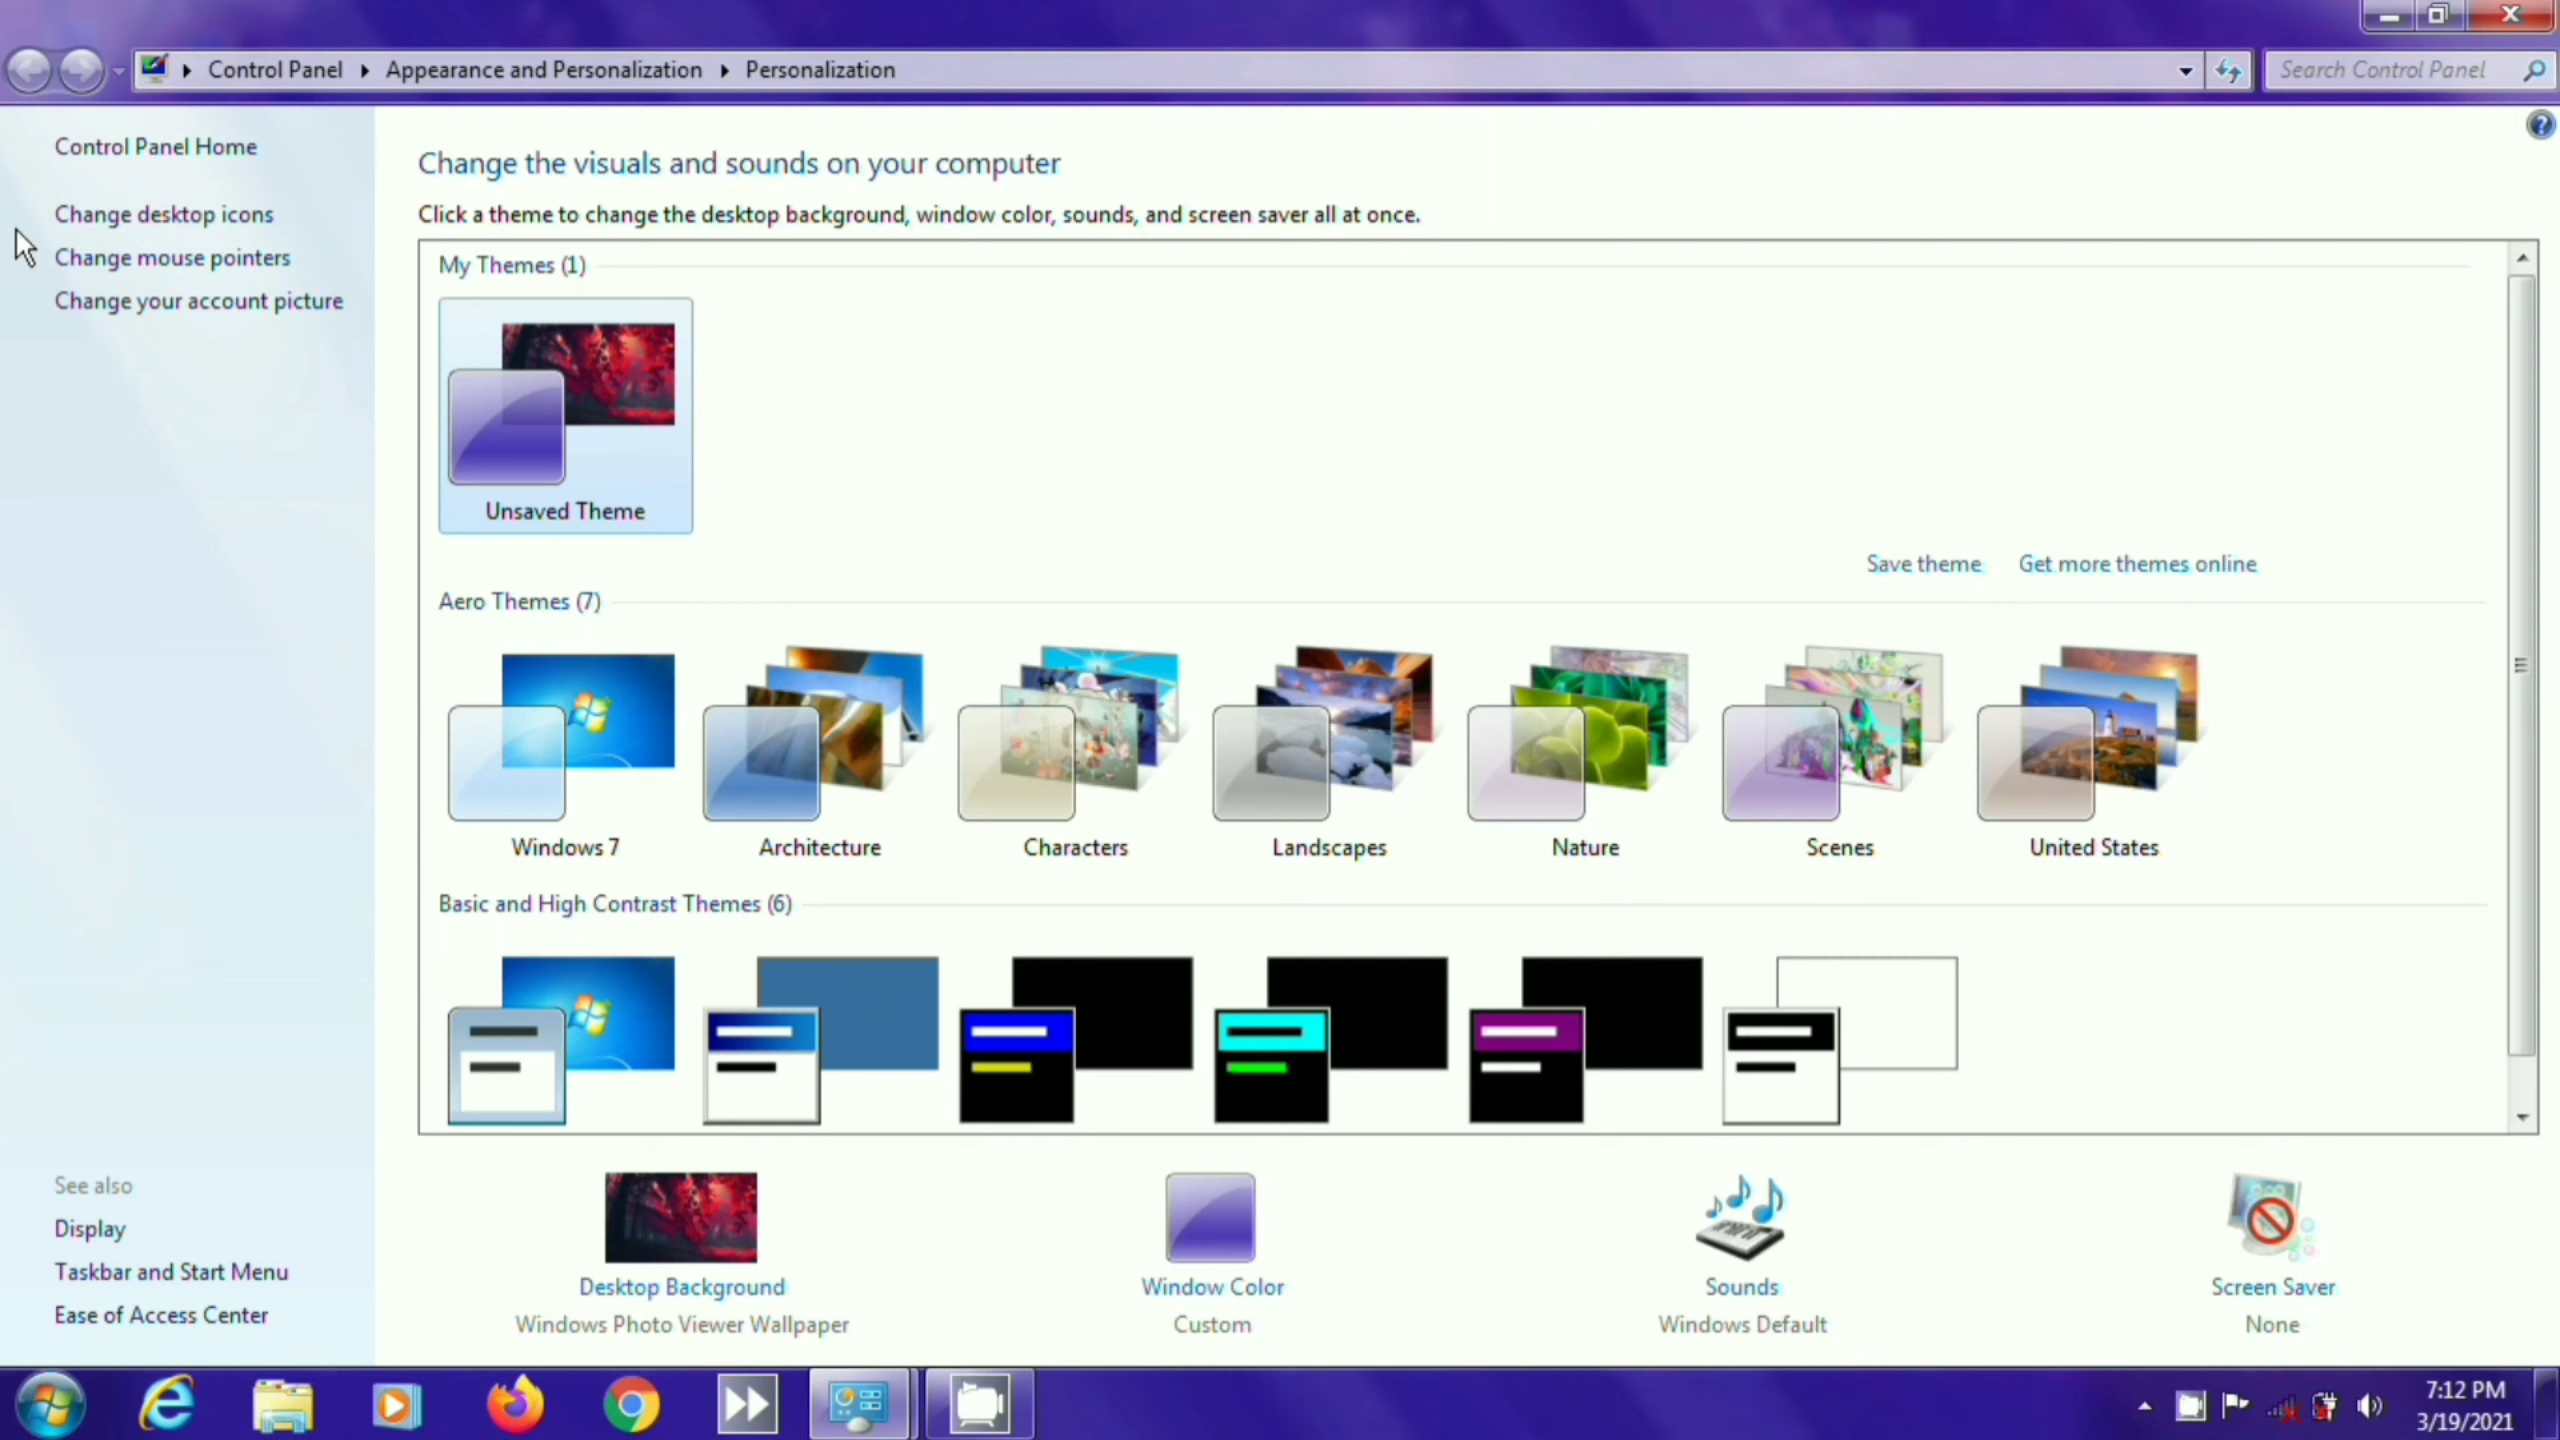 Control Panel Appearance and Personalization Personalization
Search Control Panel
Control Panel Home
Change desktop icons
Change mouse pointers
Change your account picture
Change the visuals and sounds on your computer
Click a theme to change the desktop background, window color, sounds, and screen saver all at once.
My Themes (1)
Unsaved Theme
Save theme Get more themes online
Aero Themes (7)
Windows 7 Architecture Characters Landscapes Nature Scenes United States
Basic and High Contrast Themes (6)
See also
Display
Taskbar and Start Menu
Ease of Access Center
Desktop Background Window Color Sounds Screen Saver
Windows Photo Viewer Wallpaper Custom Windows Default None
7:12 PM
3/19/2021